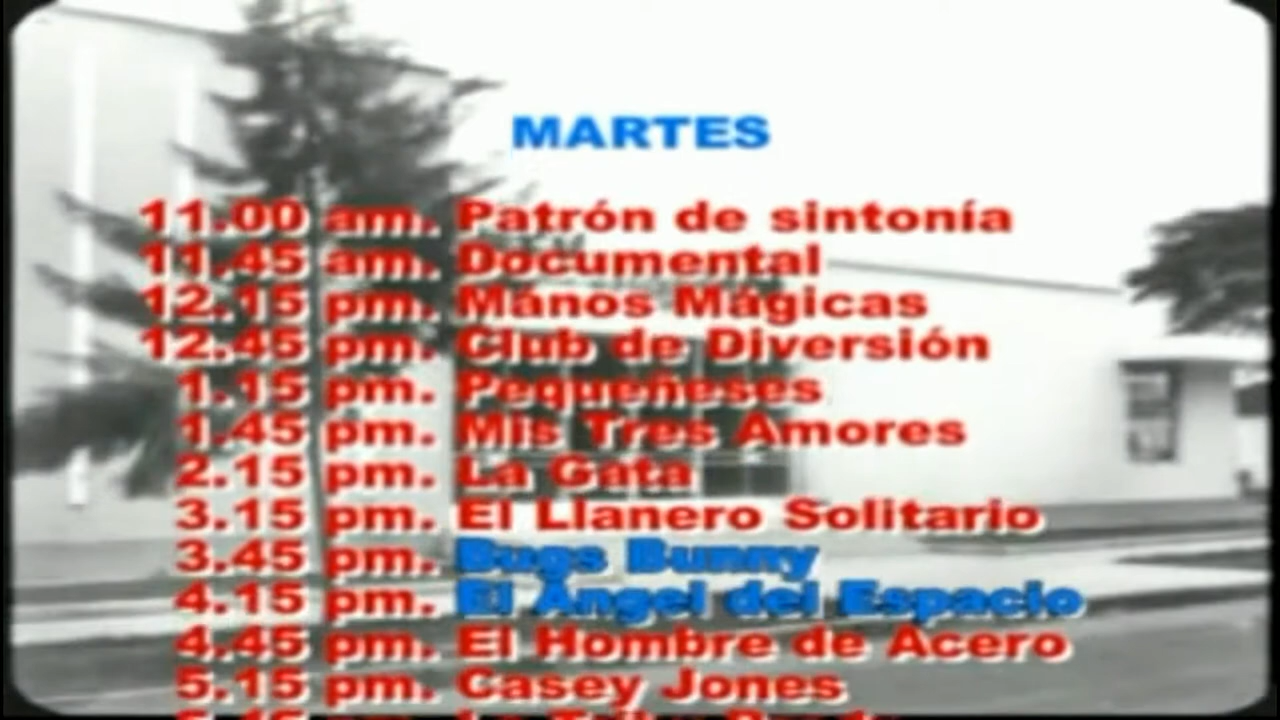 MARTES
11.00 am. Patrón de sintonía
11.45 am. Documental
12.15 pm. Mános Mágicas
12.45 pm. Club de Diversión
1.15 pm. Pequeñeses
1.45 pm. Mis Tres Amores
2.15 pm. La Gata
3.15 pm. El Llanero Solitario
3.45 pm. Bugs Bunny
4.15 pm. El Ángel del Espacio
4.45 pm. El Hombre de Acero
5.15 pm. Casey Jones